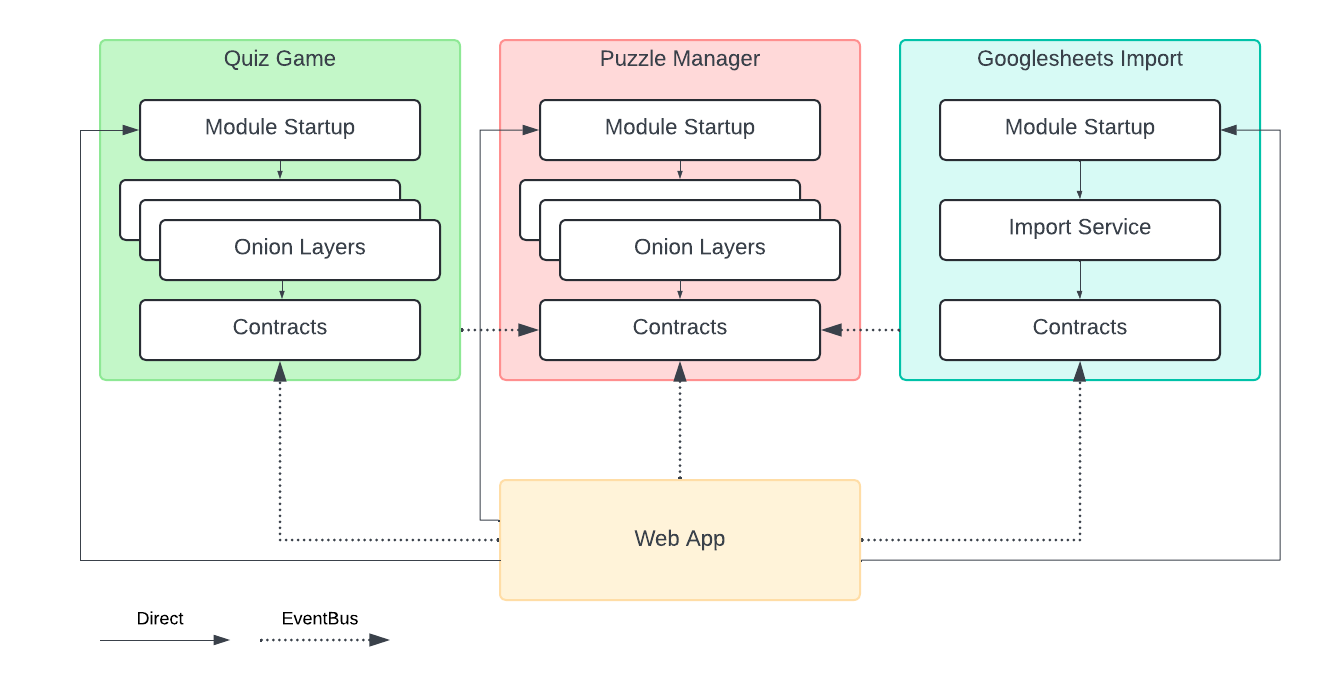 Quiz Game
Puzzle Manager
Googlesheets Import
Module Startup
Module Startup
Module Startup
Onion Layers
Onion Layers
Import Service
Contracts
Contracts
Contracts
Web App
Direct
EventBus